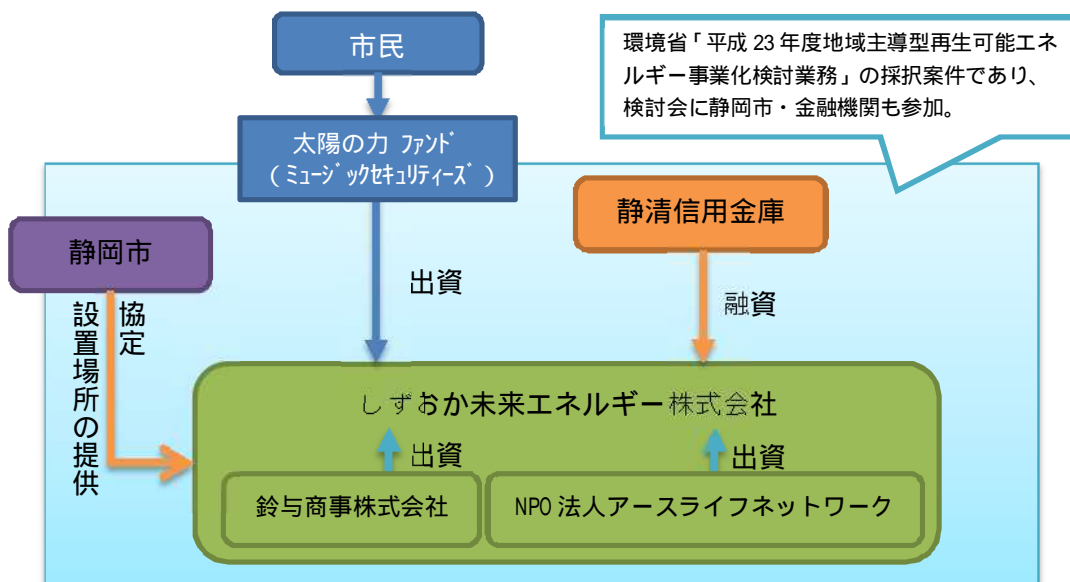 市民
環境省「平成 23 年度地域主導型再生可能エネ
ルギー事業化検討業務」の採択案件であり、
検討会に静岡市・金融機関も参加。
太陽の力 ファンド
(ミュージックセキュリティーズ)
静清信用金庫
静岡市
出資
融資
協定
設置場所の提供
しずおか未来エネルギー株式会社
出資
出資
鈴与商事株式会社
NPO 法人アースライフネットワーク